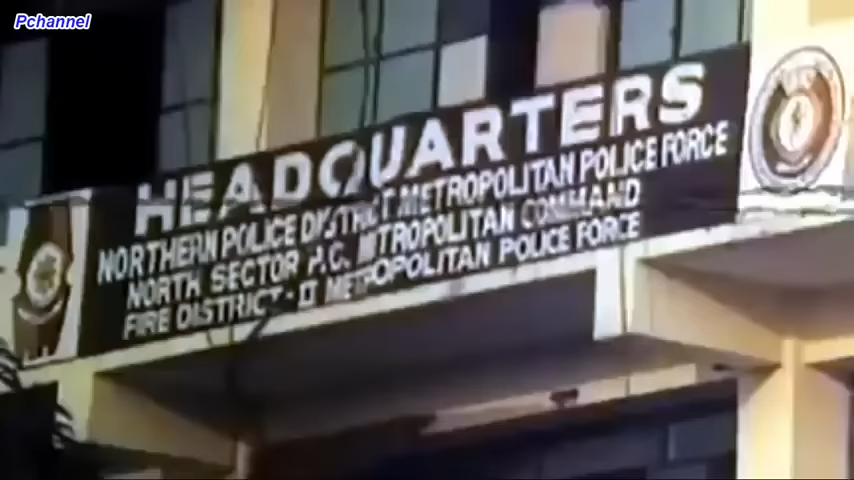 Pchannel
HEADQUARTERS
NORTHERN POLICE DISTRICT METROPOLITAN POLICE FORCE
NORTH SECTOR P.C. METROPOLITAN COMMAND
FIRE DISTRICT - II METROPOLITAN POLICE FORCE